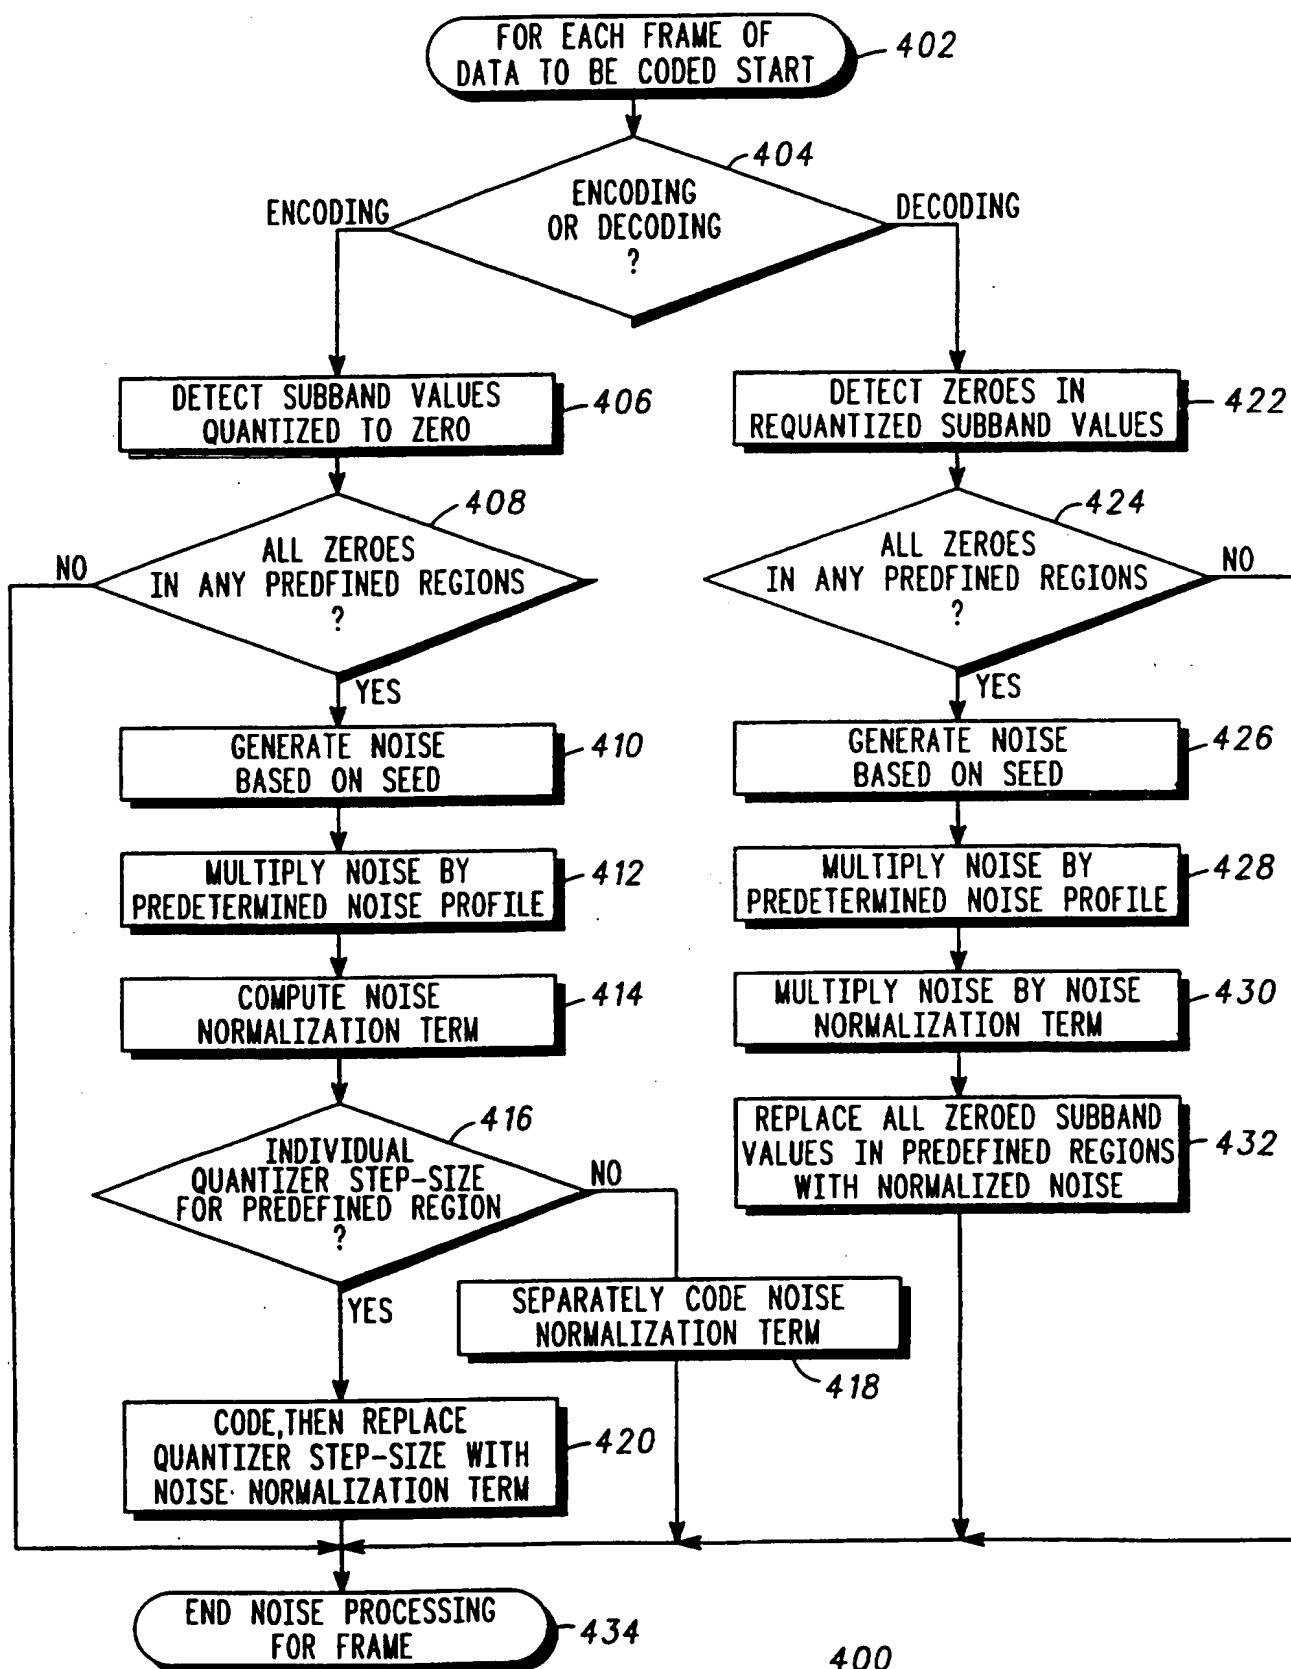 FOR EACH FRAME OF
DATA TO BE CODED START
402
404
ENCODING
OR DECODING
?
ENCODING
DECODING
DETECT SUBBAND VALUES
QUANTIZED TO ZERO
406
DETECT ZEROES IN
REQUANTIZED SUBBAND VALUES
422
408
ALL ZEROES
IN ANY PREDFINED REGIONS
?
NO
YES
424
ALL ZEROES
IN ANY PREDFINED REGIONS
?
NO
YES
GENERATE NOISE
BASED ON SEED
410
GENERATE NOISE
BASED ON SEED
426
MULTIPLY NOISE BY
PREDETERMINED NOISE PROFILE
412
MULTIPLY NOISE BY
PREDETERMINED NOISE PROFILE
428
COMPUTE NOISE
NORMALIZATION TERM
414
MULTIPLY NOISE BY NOISE
NORMALIZATION TERM
430
416
INDIVIDUAL
QUANTIZER STEP-SIZE
FOR PREDEFINED REGION
?
NO
YES
REPLACE ALL ZEROED SUBBAND
VALUES IN PREDEFINED REGIONS
WITH NORMALIZED NOISE
432
SEPARATELY CODE NOISE
NORMALIZATION TERM
418
CODE,THEN REPLACE
QUANTIZER STEP-SIZE WITH
NOISE NORMALIZATION TERM
420
END NOISE PROCESSING
FOR FRAME
434
400